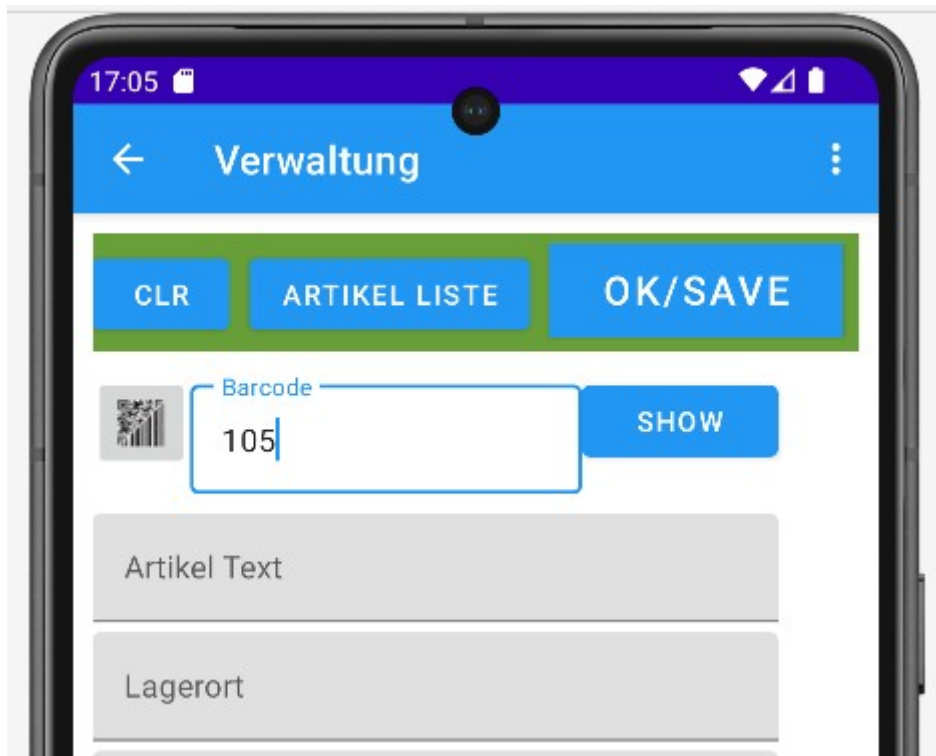 17:05
Verwaltung
CLR ARTIKEL LISTE OK/SAVE
Barcode
105 SHOW
Artikel Text
Lagerort